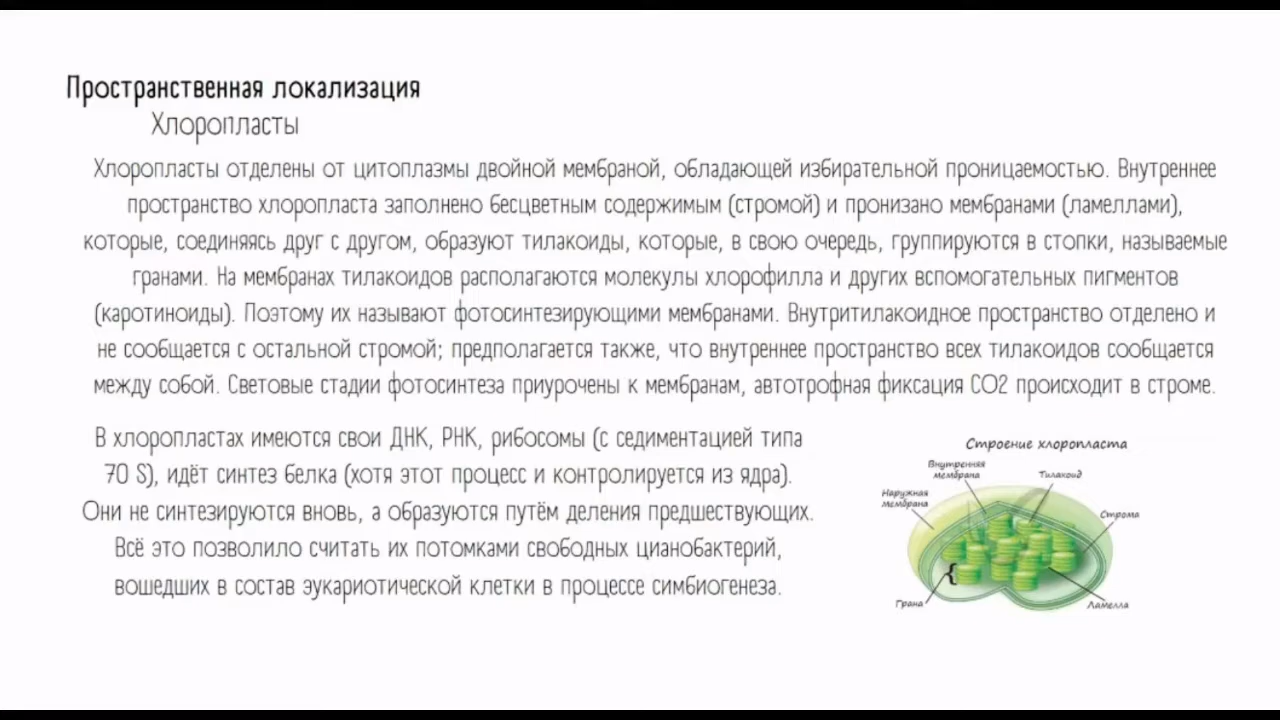 Пространственная локализация
Хлоропласты
Хлоропласты отделены от цитоплазмы двойной мембраной, обладающей избирательной проницаемостью. Внутреннее
пространство хлоропласта заполнено бесцветным содержимым (стромой) и пронизано мембранами (ламеллами),
которые, соединяясь друг с другом, образуют тилакоиды, которые, в свою очередь, группируются в стопки, называемые
гранами. На мембранах тилакоидов располагаются молекулы хлорофилла и других вспомогательных пигментов
(каротиноиды). Поэтому их называют фотосинтезирующими мембранами. Внутритилакоидное пространство отделено и
не сообщается с остальной стромой; предполагается также, что внутреннее пространство всех тилакоидов сообщается
между собой. Световые стадии фотосинтеза приурочены к мембранам, автотрофная фиксация СО2 происходит в строме.
В хлоропластах имеются свои ДНК, РНК, рибосомы (с седиментацией типа
70 S), идёт синтез белка (хотя этот процесс и контролируется из ядра).
Они не синтезируются вновь, а образуются путём деления предшествующих.
Всё это позволило считать их потомками свободных цианобактерий,
вошедших в состав эукариотической клетки в процессе симбиогенеза.
Строение хлоропласта
Внутренняя
мембрана
Тилакоид
Наружная
мембрана
Строма
Грана
Ламелла